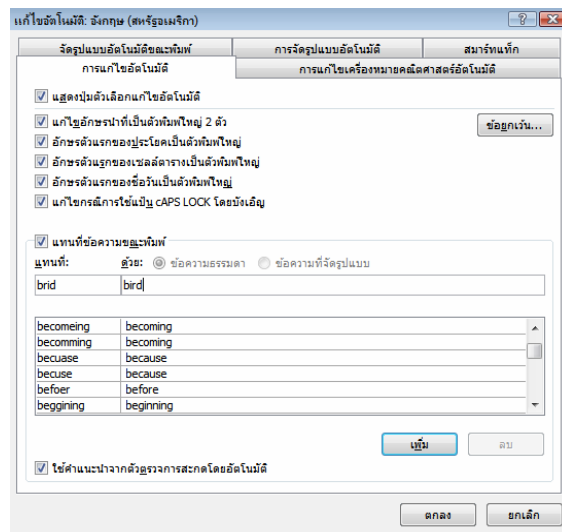 แก้ไขอัตโนมัติ: อังกฤษ (สหรัฐอเมริกา)
จัดรูปแบบอัตโนมัติขณะพิมพ์ การจัดรูปแบบอัตโนมัติ สมาร์ทแท็ก
การแก้ไขอัตโนมัติ การแก้ไขเครื่องหมายคณิตศาสตร์อัตโนมัติ
แสดงปุ่มตัวเลือกแก้ไขอัตโนมัติ
แก้ไขอักษรนำที่เป็นตัวพิมพ์ใหญ่ 2 ตัว ข้อยกเว้น...
อักษรตัวแรกของประโยคเป็นตัวพิมพ์ใหญ่
อักษรตัวแรกของเซลล์ตารางเป็นตัวพิมพ์ใหญ่
อักษรตัวแรกของชื่อวันเป็นตัวพิมพ์ใหญ่
แก้ไขกรณีการใช้แป้น cAPS LOCK โดยบังเอิญ
แทนที่ข้อความขณะพิมพ์
แทนที่: ด้วย: ข้อความธรรมดา ข้อความที่จัดรูปแบบ
brid bird
becomeing becoming
becomming becoming
becuase because
becuse because
befoer before
beggining beginning
เพิ่ม ลบ
ใช้คำแนะนำจากตัวตรวจการสะกดโดยอัตโนมัติ
ตกลง ยกเลิก